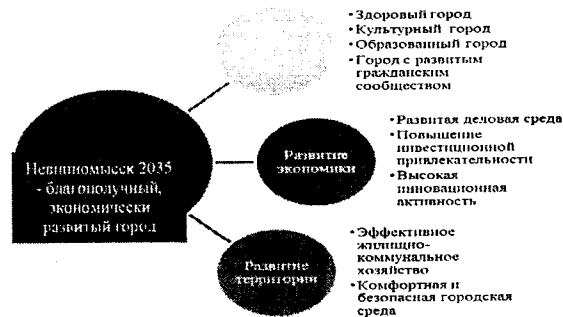 • Здоровый город
• Культурный город
• Образованный город
• Город с развитым
гражданским
сообществом
Невинномысск 2035
- благополучный,
экономически
развитый город
Развитие
экономики
• Развитая деловая среда
• Повышение
инвестиционной
привлекательности
• Высокая
инновационная
активность
Развитие
территории
• Эффективное
жилищно-
коммунальное
хозяйство
• Комфортная и
безопасная городская
среда